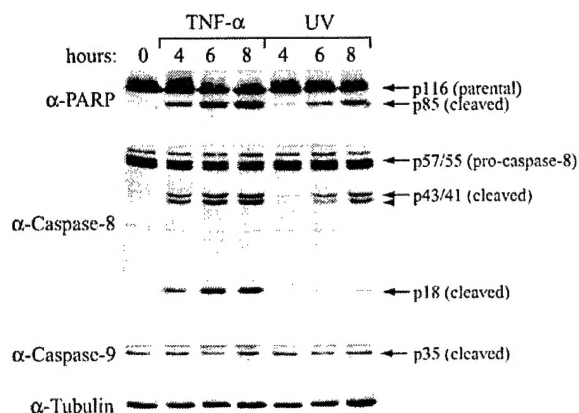 TNF-α UV
hours: 0 4 6 8 4 6 8
α-PARP
p116 (parental)
p85 (cleaved)
p57/55 (pro-caspase-8)
p43/41 (cleaved)
α-Caspase-8
p18 (cleaved)
α-Caspase-9
p35 (cleaved)
α-Tubulin